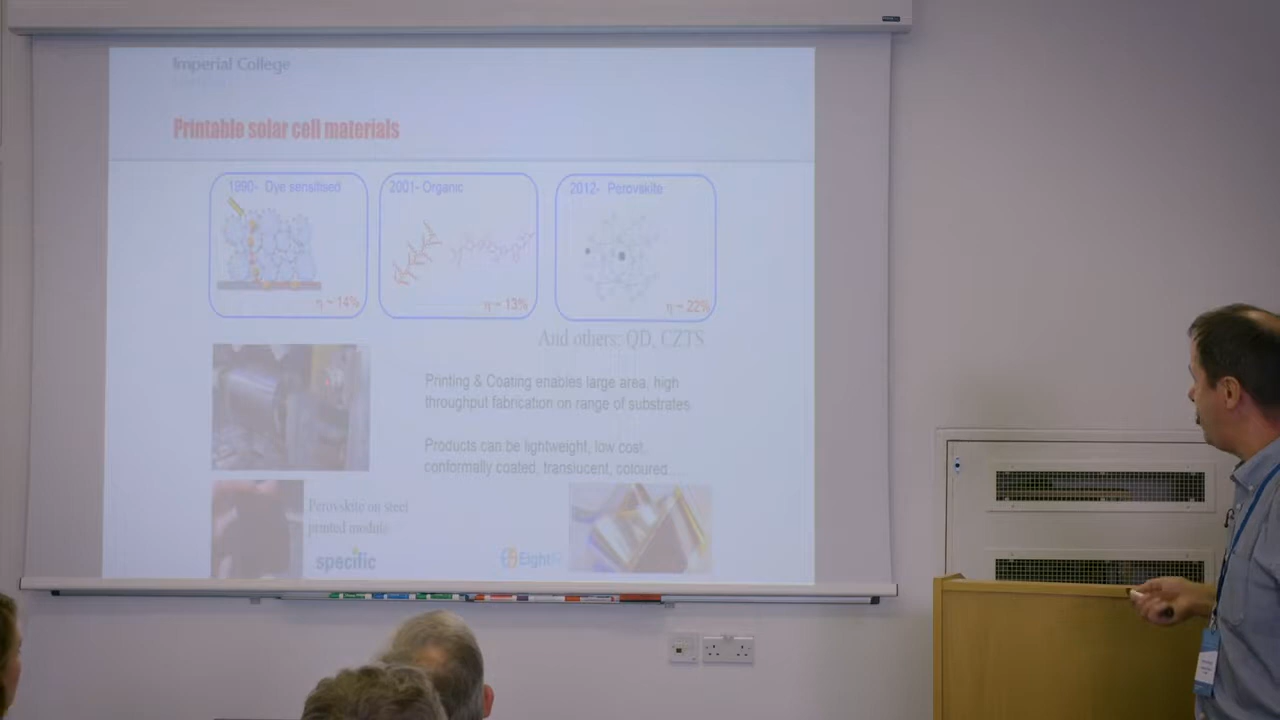 Imperial College
Printable solar cell materials
1990- Dye sensitised
η ~ 14%
2001- Organic
η ~ 13%
2012- Perovskite
η ~ 22%
And others; QD, CZTS
Printing & Coating enables large area, high
throughput fabrication on range of substrates
Products can be lightweight, low cost,
conformally coated, translucent, coloured...
Perovskite on steel
printed module
specific
Eight19